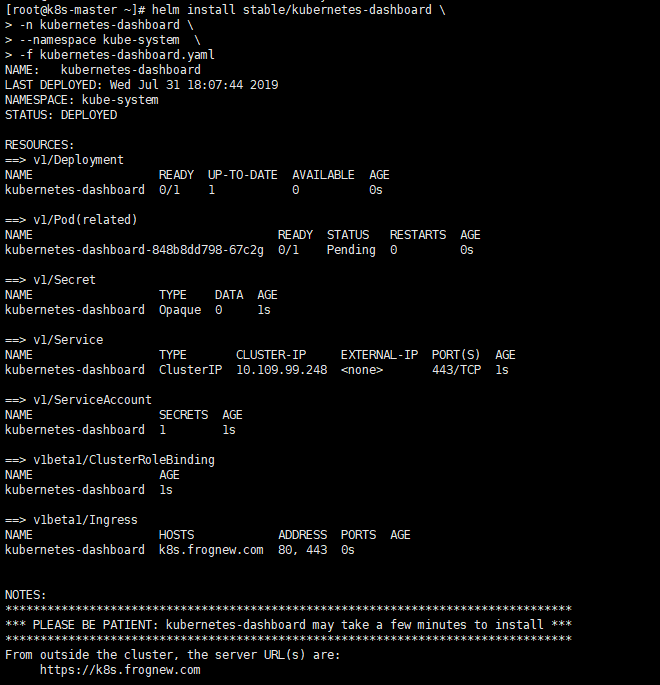 [root@k8s-master ~]# helm install stable/kubernetes-dashboard \
> -n kubernetes-dashboard \
> --namespace kube-system  \
> -f kubernetes-dashboard.yaml
NAME:   kubernetes-dashboard
LAST DEPLOYED: Wed Jul 31 18:07:44 2019
NAMESPACE: kube-system
STATUS: DEPLOYED

RESOURCES:
==> v1/Deployment
NAME                  READY  UP-TO-DATE  AVAILABLE  AGE
kubernetes-dashboard  0/1    1           0          0s

==> v1/Pod(related)
NAME                                   READY  STATUS   RESTARTS  AGE
kubernetes-dashboard-848b8dd798-67c2g  0/1    Pending  0         0s

==> v1/Secret
NAME                  TYPE    DATA  AGE
kubernetes-dashboard  Opaque  0     1s

==> v1/Service
NAME                  TYPE       CLUSTER-IP     EXTERNAL-IP  PORT(S)  AGE
kubernetes-dashboard  ClusterIP  10.109.99.248  <none>       443/TCP  1s

==> v1/ServiceAccount
NAME                  SECRETS  AGE
kubernetes-dashboard  1        1s

==> v1beta1/ClusterRoleBinding
NAME                  AGE
kubernetes-dashboard  1s

==> v1beta1/Ingress
NAME                  HOSTS            ADDRESS  PORTS  AGE
kubernetes-dashboard  k8s.frognew.com  80, 443  0s


NOTES:
*********************************************************************************
*** PLEASE BE PATIENT: kubernetes-dashboard may take a few minutes to install ***
*********************************************************************************
From outside the cluster, the server URL(s) are:
     https://k8s.frognew.com